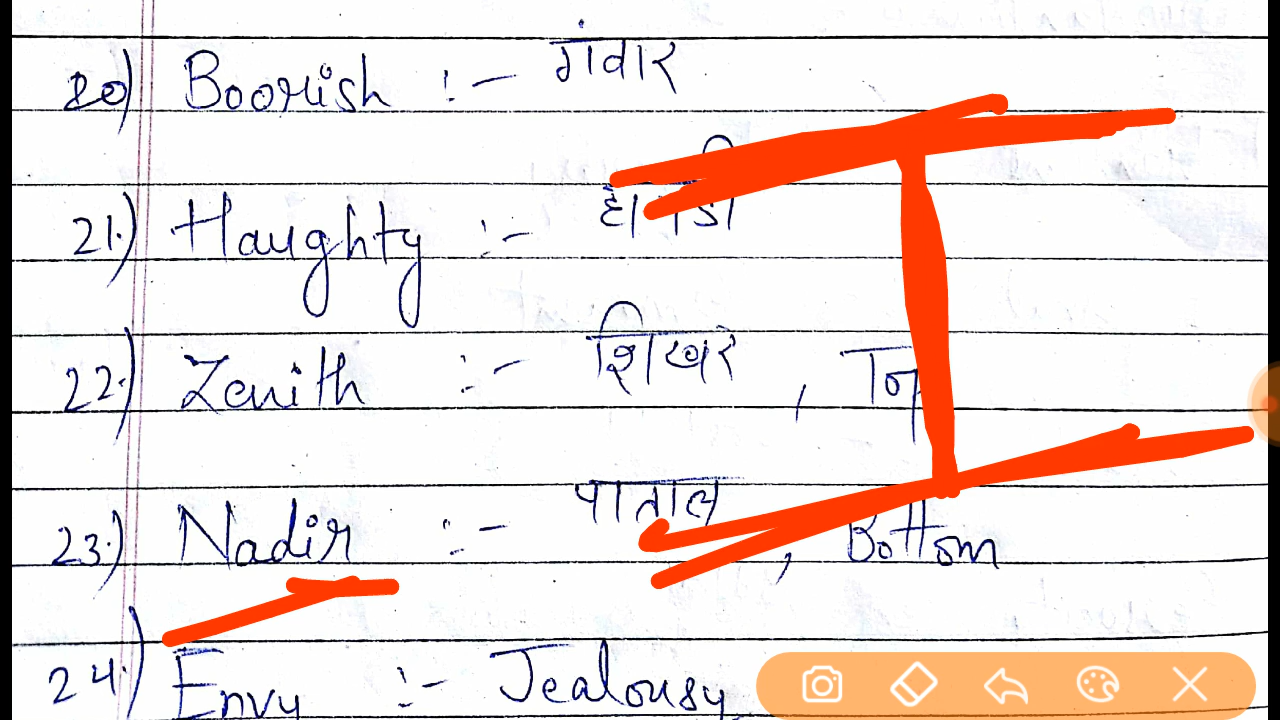 20) Boorish :- गंवार
21.) Haughty :-
22.) Zenith :- शिखर , Top
23.) Nadir :- पाताल , Bottom
24.) Envy :- Jealousy